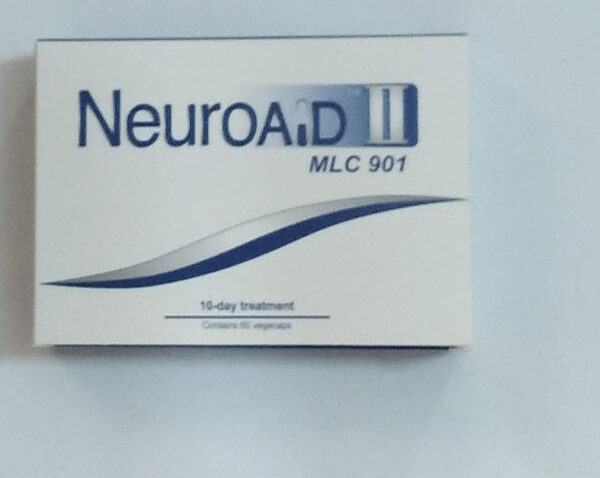 NeuroAiD II
MLC 901
10-day treatment
Contains 60 vegecaps